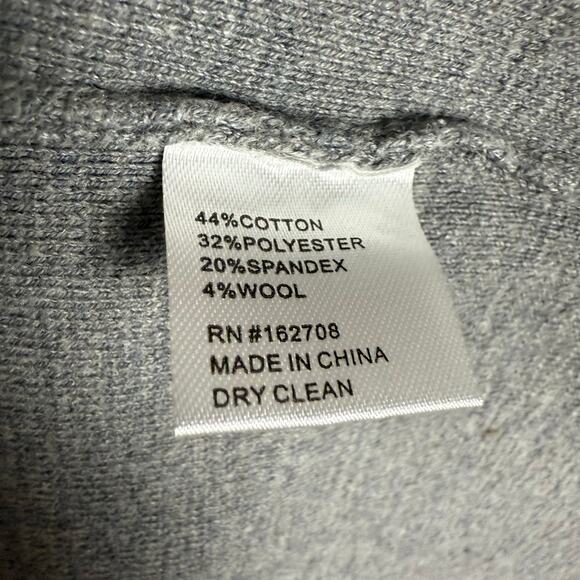 44%COTTON
32%POLYESTER
20%SPANDEX
4%WOOL
RN #162708
MADE IN CHINA
DRY CLEAN